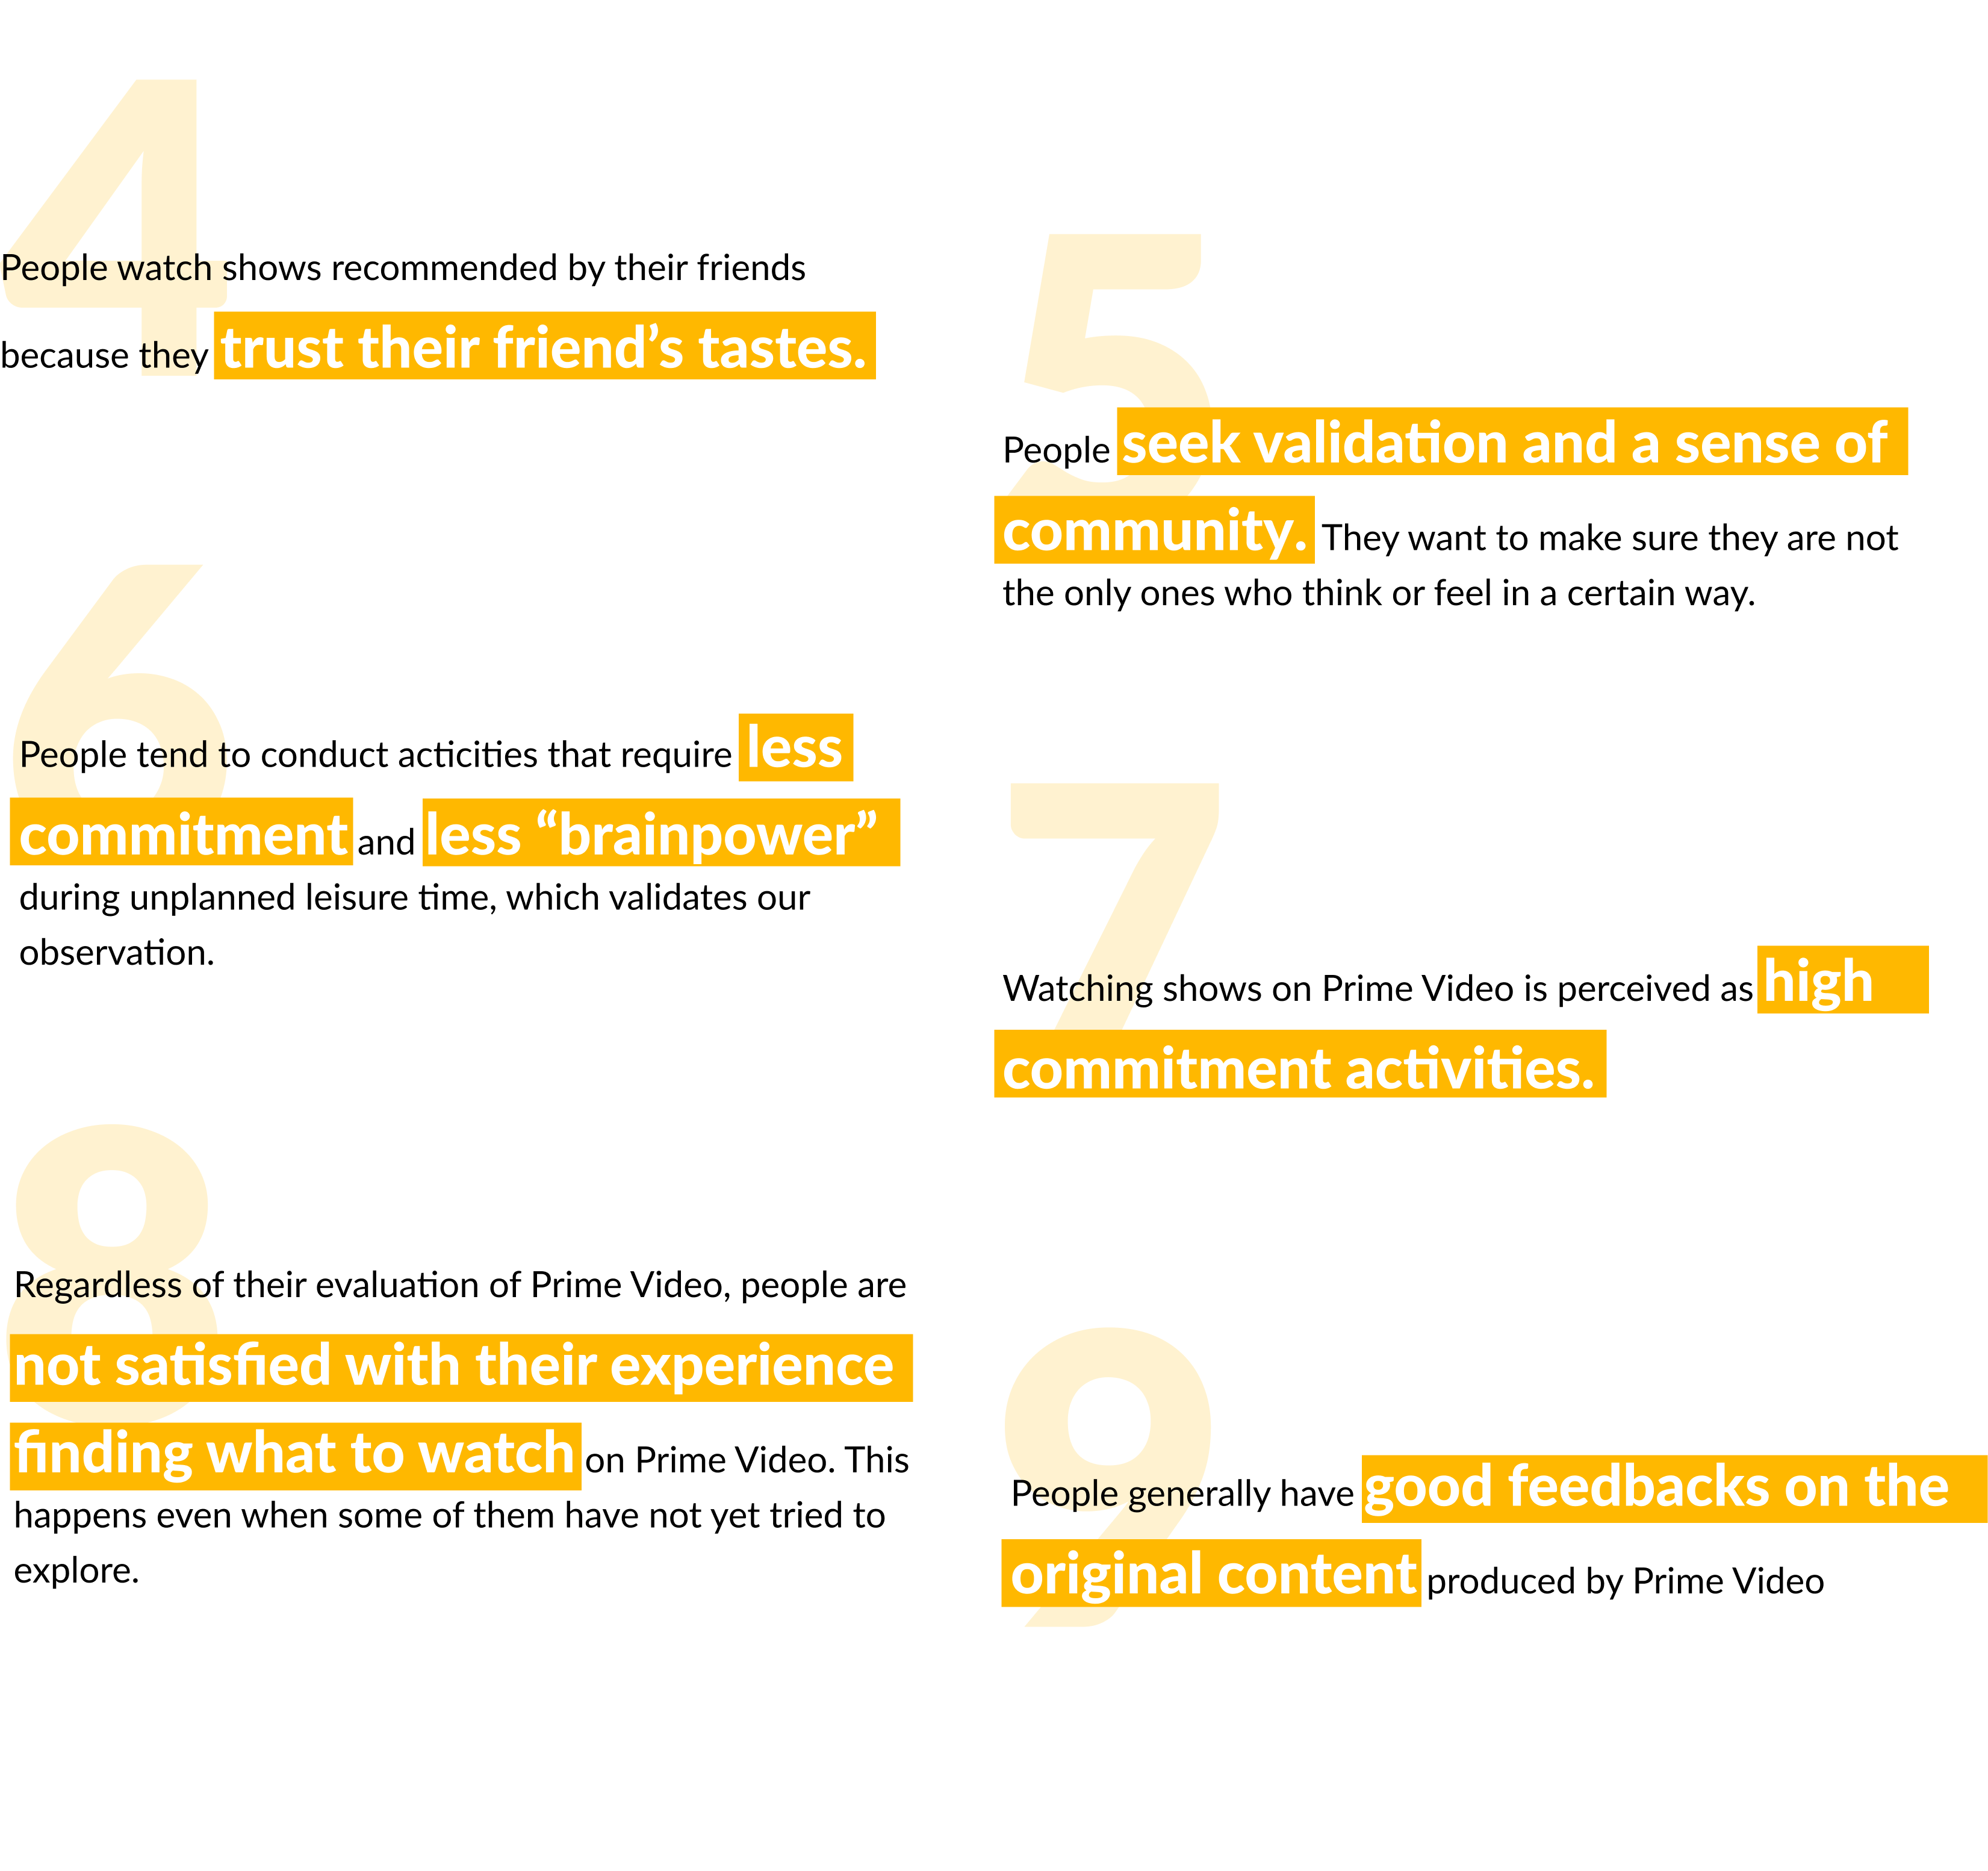 4
People watch shows recommended by their friends
because they trust their friend’s tastes.
5
People seek validation and a sense of
community. They want to make sure they are not
the only ones who think or feel in a certain way.
6
People tend to conduct acticities that require less
commitment and less “brainpower”
during unplanned leisure time, which validates our
observation.
7
Watching shows on Prime Video is perceived as high
commitment activities.
8
Regardless of their evaluation of Prime Video, people are
not satisfied with their experience
finding what to watch on Prime Video. This
happens even when some of them have not yet tried to
explore.
9
People generally have good feedbacks on the
original content produced by Prime Video